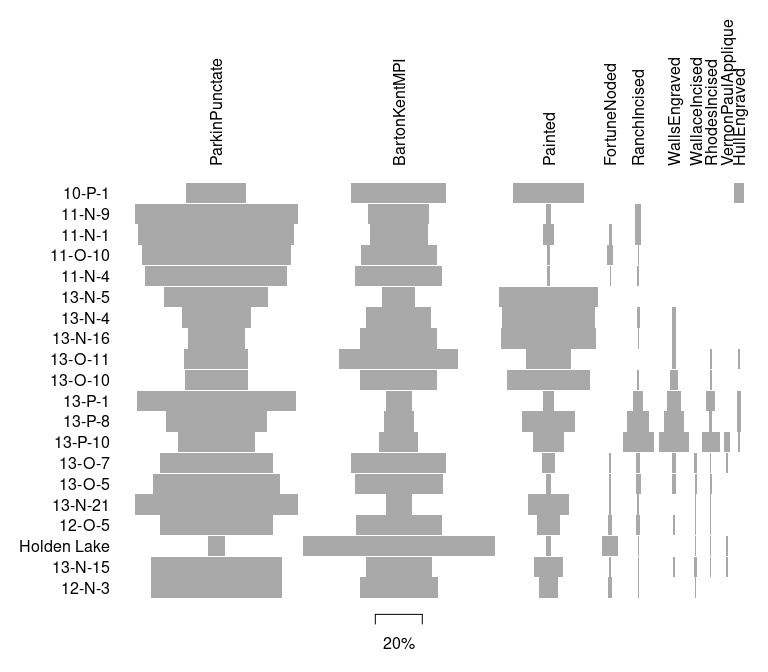 ParkinPunctate
BartonKentMPI
Painted
FortuneNoded
RanchIncised
WallsEngraved
WallaceIncised
RhodesIncised
VernonPaulApplique
HullEngraved
10-P-1
11-N-9
11-N-1
11-O-10
11-N-4
13-N-5
13-N-4
13-N-16
13-O-11
13-O-10
13-P-1
13-P-8
13-P-10
13-O-7
13-O-5
13-N-21
12-O-5
Holden Lake
13-N-15
12-N-3
20%